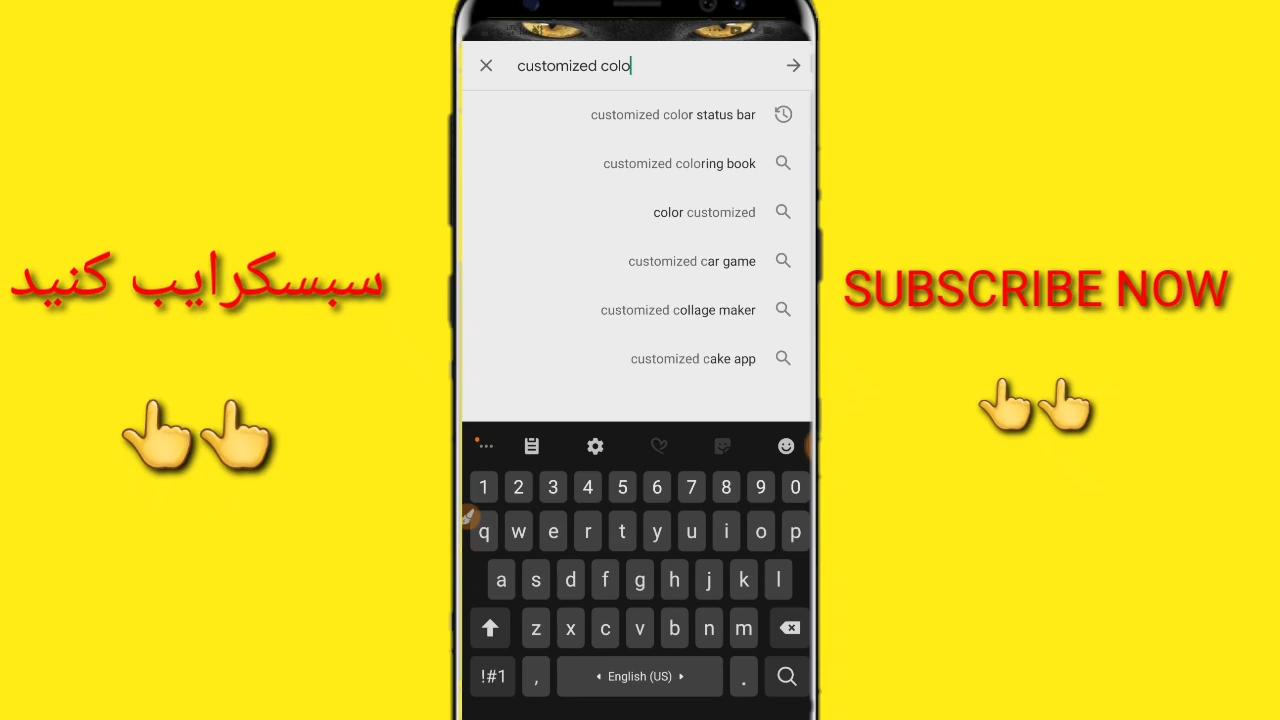 customized colo
customized color status bar
customized coloring book
color customized
customized car game
customized collage maker
customized cake app
سبسکرایب کنید
SUBSCRIBE NOW
1 2 3 4 5 6 7 8 9 0
q w e r t y u i o p
a s d f g h j k l
z x c v b n m
!#1 , English (US) .